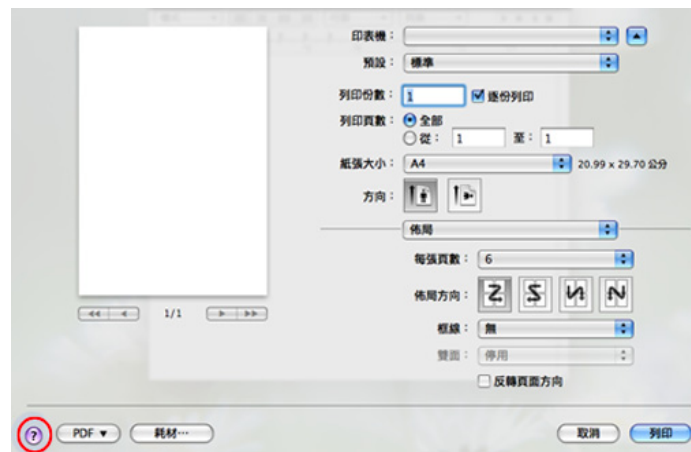 印表機：
預設： 標準
列印份數： 1 逐份列印
列印頁數： 全部
從： 1 至： 1
紙張大小： A4 20.99 x 29.70 公分
方向：
佈局
每張頁數： 6
佈局方向：
1/1
框線： 無
雙面： 停用
反轉頁面方向
? PDF ▼ 耗材… 取消 列印